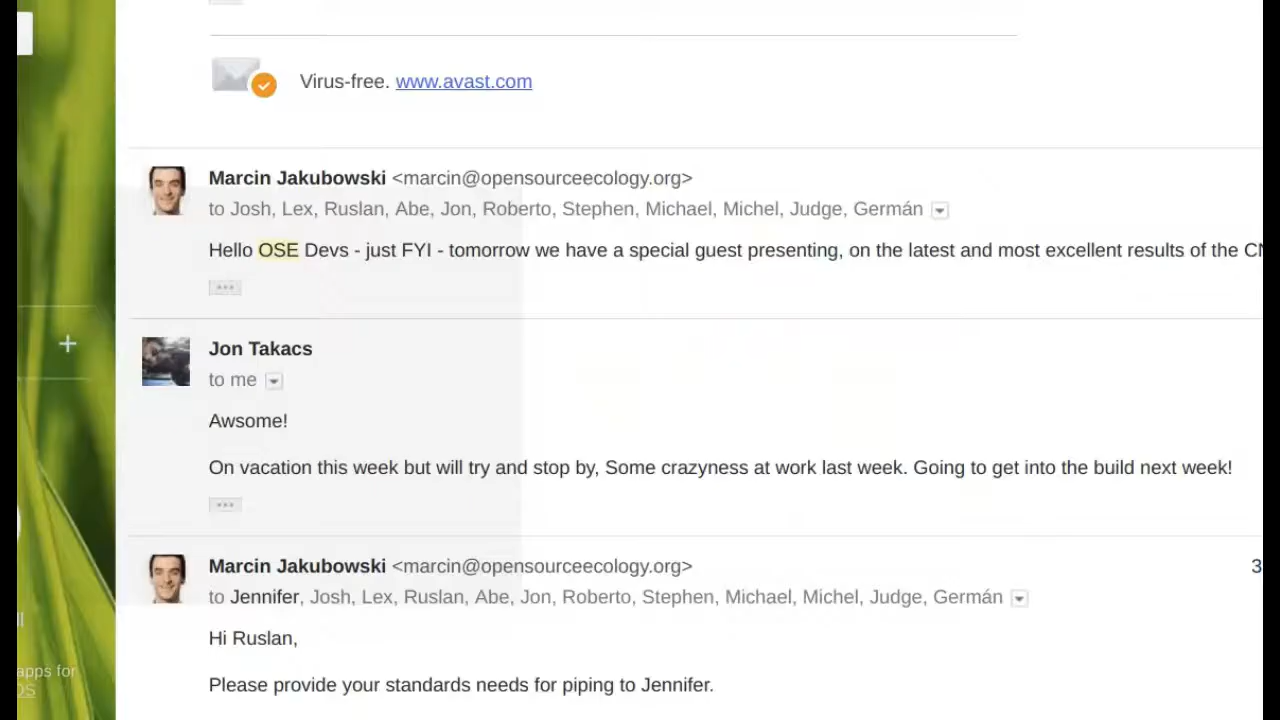 Virus-free. www.avast.com
Marcin Jakubowski <marcin@opensourceecology.org>
to Josh, Lex, Ruslan, Abe, Jon, Roberto, Stephen, Michael, Michel, Judge, Germán
Hello OSE Devs - just FYI - tomorrow we have a special guest presenting, on the latest and most excellent results of the
Jon Takacs
to me
Awsome!
On vacation this week but will try and stop by, Some crazyness at work last week. Going to get into the build next week!
Marcin Jakubowski <marcin@opensourceecology.org>
3
to Jennifer, Josh, Lex, Ruslan, Abe, Jon, Roberto, Stephen, Michael, Michel, Judge, Germán
Hi Ruslan,
apps for
Please provide your standards needs for piping to Jennifer.